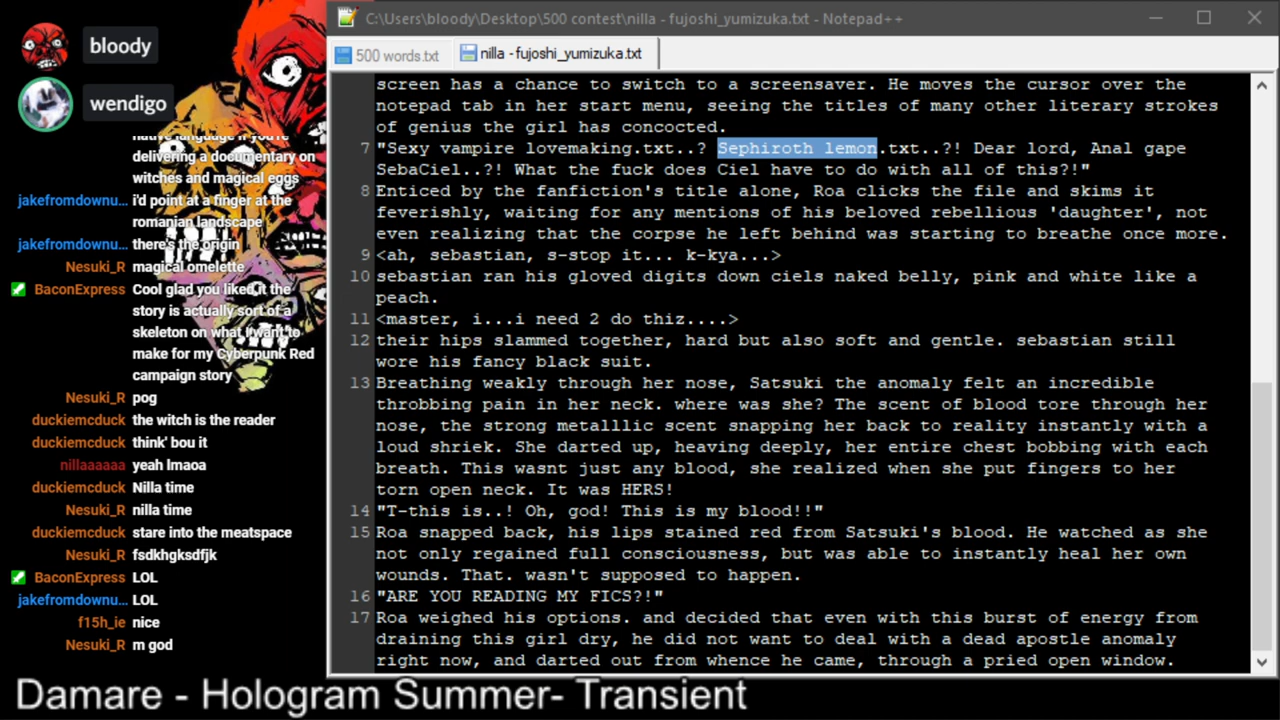 bloody
wendigo
native language if you're
delivering a documentary on
witches and magical eggs
jakefromdownu... i'd point at a finger at the
romanian landscape
jakefromdownu... there's the origin
Nesuki_R magical omelette
BaconExpress Cool glad you liked it the
story is actually sort of a
skeleton on what I want to
make for my Cyberpunk Red
campaign story
Nesuki_R pog
duckiemcduck the witch is the reader
duckiemcduck think' bou it
nillaaaaaa yeah lmaoa
duckiemcduck Nilla time
Nesuki_R nilla time
duckiemcduck stare into the meatspace
Nesuki_R fsdkhgksdfjk
BaconExpress LOL
jakefromdownu... LOL
f15h_ie nice
Nesuki_R m god
C:\Users\bloody\Desktop\500 contest\nilla - fujoshi_yumizuka.txt - Notepad++
500 words.txt nilla - fujoshi_yumizuka.txt
screen has a chance to switch to a screensaver. He moves the cursor over the
notepad tab in her start menu, seeing the titles of many other literary strokes
of genius the girl has concocted.
7 "Sexy vampire lovemaking.txt..? Sephiroth lemon.txt..?! Dear lord, Anal gape
SebaCiel..?! What the fuck does Ciel have to do with all of this?!"
8 Enticed by the fanfiction's title alone, Roa clicks the file and skims it
feverishly, waiting for any mentions of his beloved rebellious 'daughter', not
even realizing that the corpse he left behind was starting to breathe once more.
9 <ah, sebastian, s-stop it... k-kya...>
10 sebastian ran his gloved digits down ciels naked belly, pink and white like a
peach.
11 <master, i...i need 2 do thiz....>
12 their hips slammed together, hard but also soft and gentle. sebastian still
wore his fancy black suit.
13 Breathing weakly through her nose, Satsuki the anomaly felt an incredible
throbbing pain in her neck. where was she? The scent of blood tore through her
nose, the strong metalllic scent snapping her back to reality instantly with a
loud shriek. She darted up, heaving deeply, her entire chest bobbing with each
breath. This wasnt just any blood, she realized when she put fingers to her
torn open neck. It was HERS!
14 "T-this is..! Oh, god! This is my blood!!"
15 Roa snapped back, his lips stained red from Satsuki's blood. He watched as she
not only regained full consciousness, but was able to instantly heal her own
wounds. That. wasn't supposed to happen.
16 "ARE YOU READING MY FICS?!"
17 Roa weighed his options. and decided that even with this burst of energy from
draining this girl dry, he did not want to deal with a dead apostle anomaly
right now, and darted out from whence he came, through a pried open window.
Damare - Hologram Summer- Transient